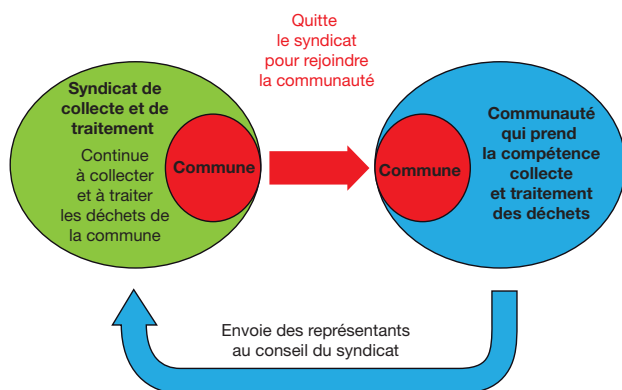 Quitte
le syndicat
pour rejoindre
la communauté
Syndicat de
collecte et de
traitement
Continue
à collecter
et à traiter
les déchets de
la commune
Commune
Commune
Communauté
qui prend
la compétence
collecte
et traitement
des déchets
Envoie des représentants
au conseil du syndicat